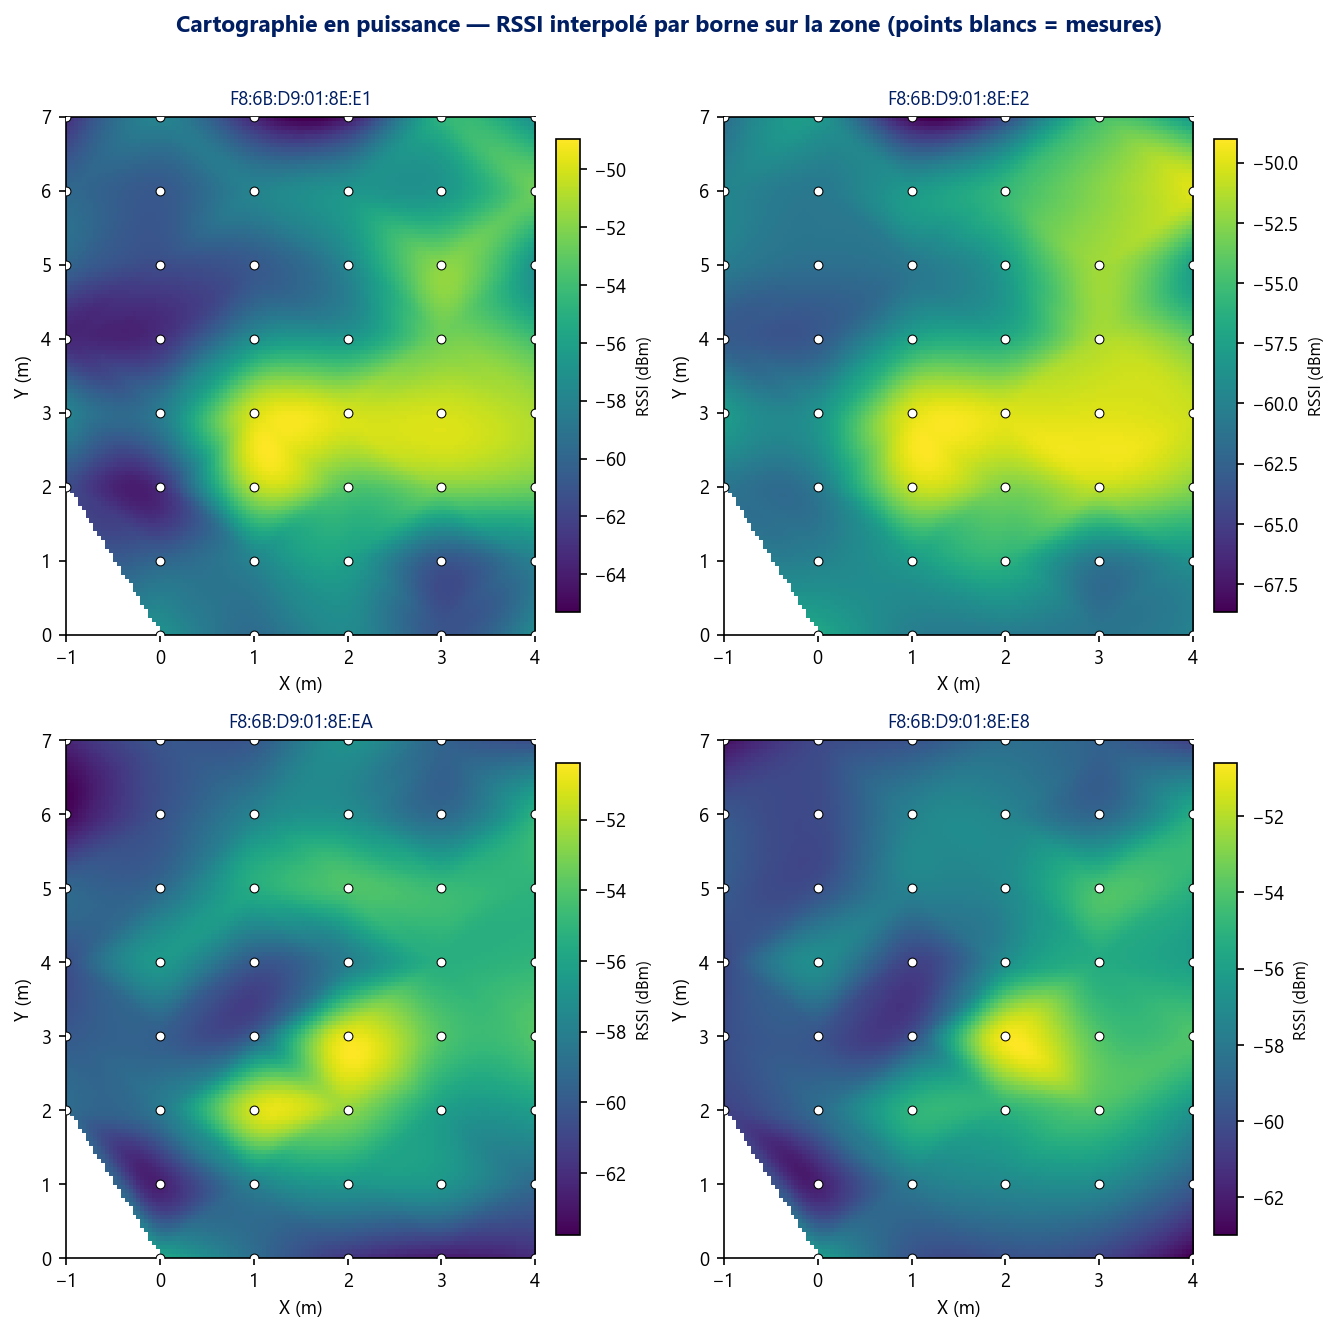 Cartographie en puissance — RSSI interpolé par borne sur la zone (points blancs = mesures)
F8:6B:D9:01:8E:E1
7
6
5
4
3
2
1
0
Y (m)
−1 0 1 2 3 4
X (m)
−50
−52
−54
−56
−58
−60
−62
−64
RSSI (dBm)
F8:6B:D9:01:8E:E2
7
6
5
4
3
2
1
0
Y (m)
−1 0 1 2 3 4
X (m)
−50.0
−52.5
−55.0
−57.5
−60.0
−62.5
−65.0
−67.5
RSSI (dBm)
F8:6B:D9:01:8E:EA
7
6
5
4
3
2
1
0
Y (m)
−1 0 1 2 3 4
X (m)
−52
−54
−56
−58
−60
−62
RSSI (dBm)
F8:6B:D9:01:8E:E8
7
6
5
4
3
2
1
0
Y (m)
−1 0 1 2 3 4
X (m)
−52
−54
−56
−58
−60
−62
RSSI (dBm)